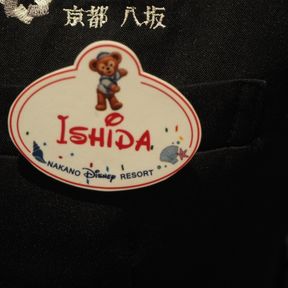 京都 八坂
ISHIDA
NAKANO Disney RESORT